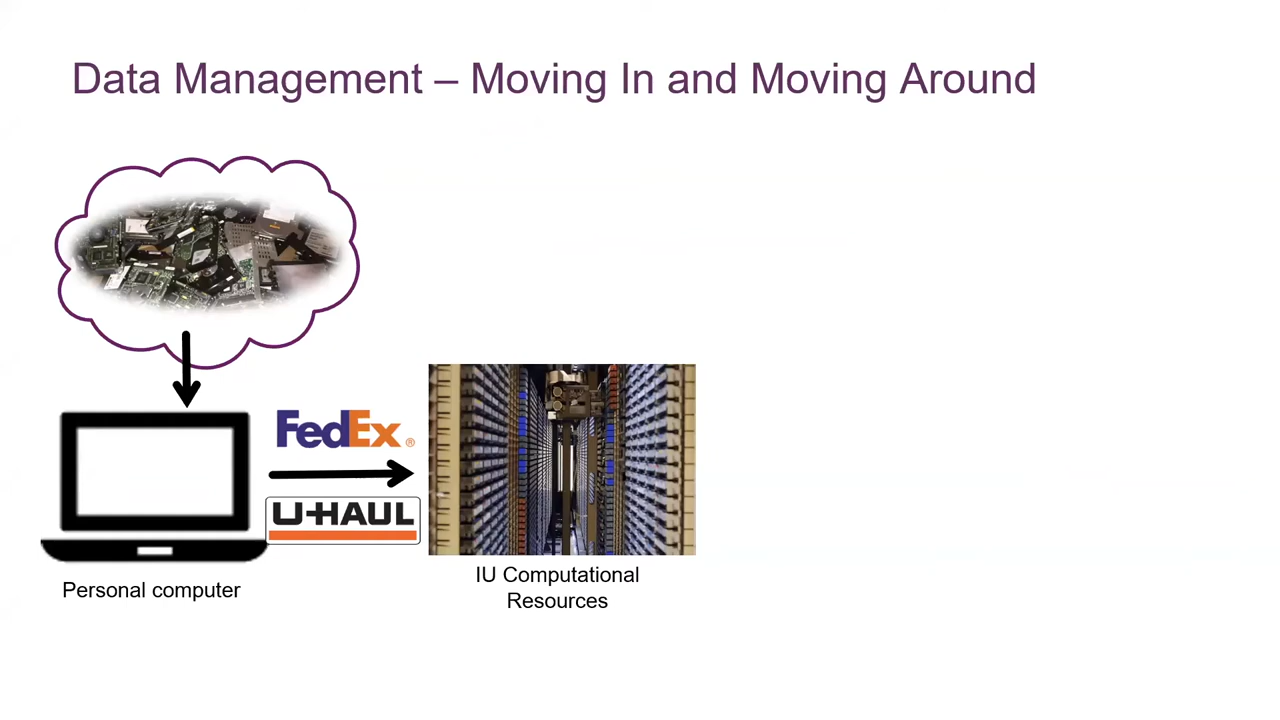 Data Management – Moving In and Moving Around
FedEx®
U-HAUL
Personal computer
IU Computational
Resources